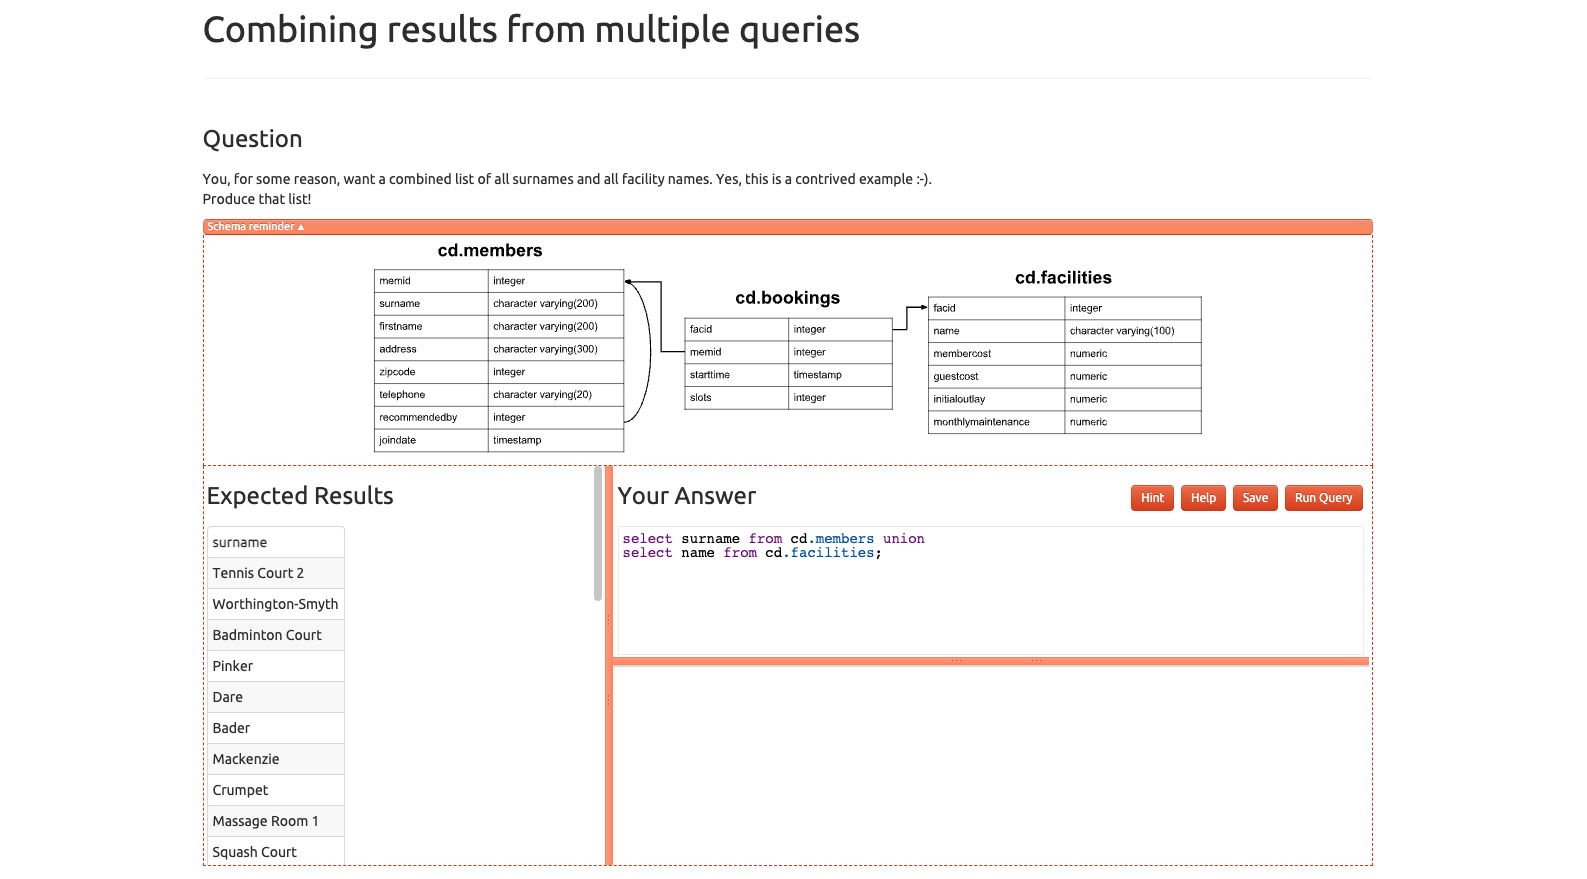 Combining results from multiple queries
Question
You, for some reason, want a combined list of all surnames and all facility names. Yes, this is a contrived example :-).
Produce that list!
Schema reminder ▲
cd.members
memid integer
surname character varying(200)
firstname character varying(200)
address character varying(300)
zipcode integer
telephone character varying(20)
recommendedby integer
joindate timestamp
cd.bookings
facid integer
memid integer
starttime timestamp
slots integer
cd.facilities
facid integer
name character varying(100)
membercost numeric
guestcost numeric
initialoutlay numeric
monthlymaintenance numeric
Expected Results
surname
Tennis Court 2
Worthington-Smyth
Badminton Court
Pinker
Dare
Bader
Mackenzie
Crumpet
Massage Room 1
Squash Court
Your Answer
Hint Help Save Run Query
select surname from cd.members union
select name from cd.facilities;